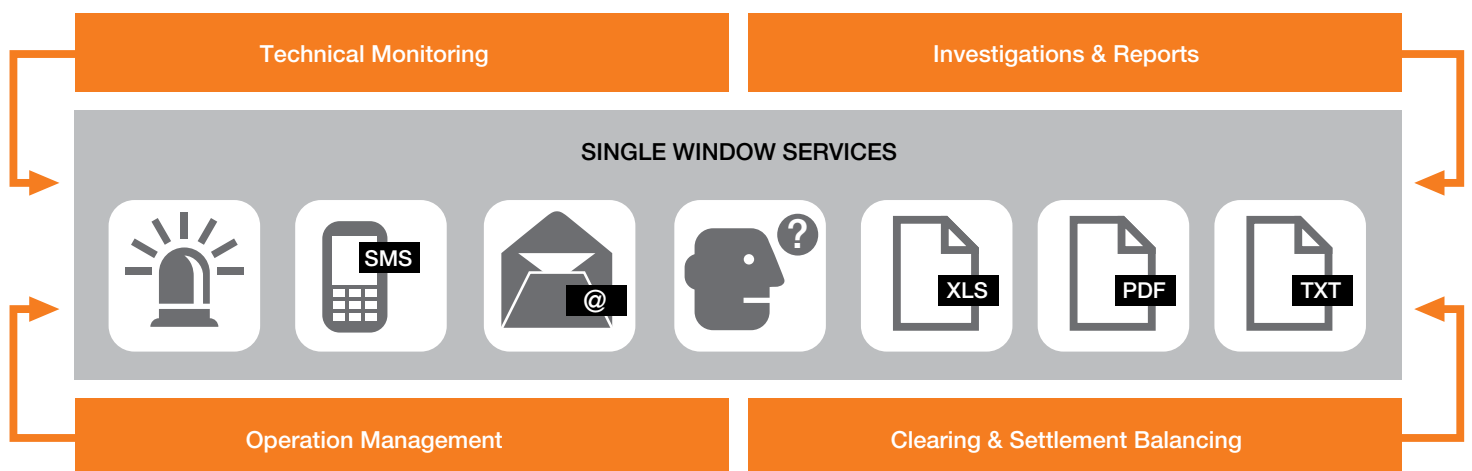 Technical Monitoring
Investigations & Reports
SINGLE WINDOW SERVICES
SMS
@
?
XLS
PDF
TXT
Operation Management
Clearing & Settlement Balancing